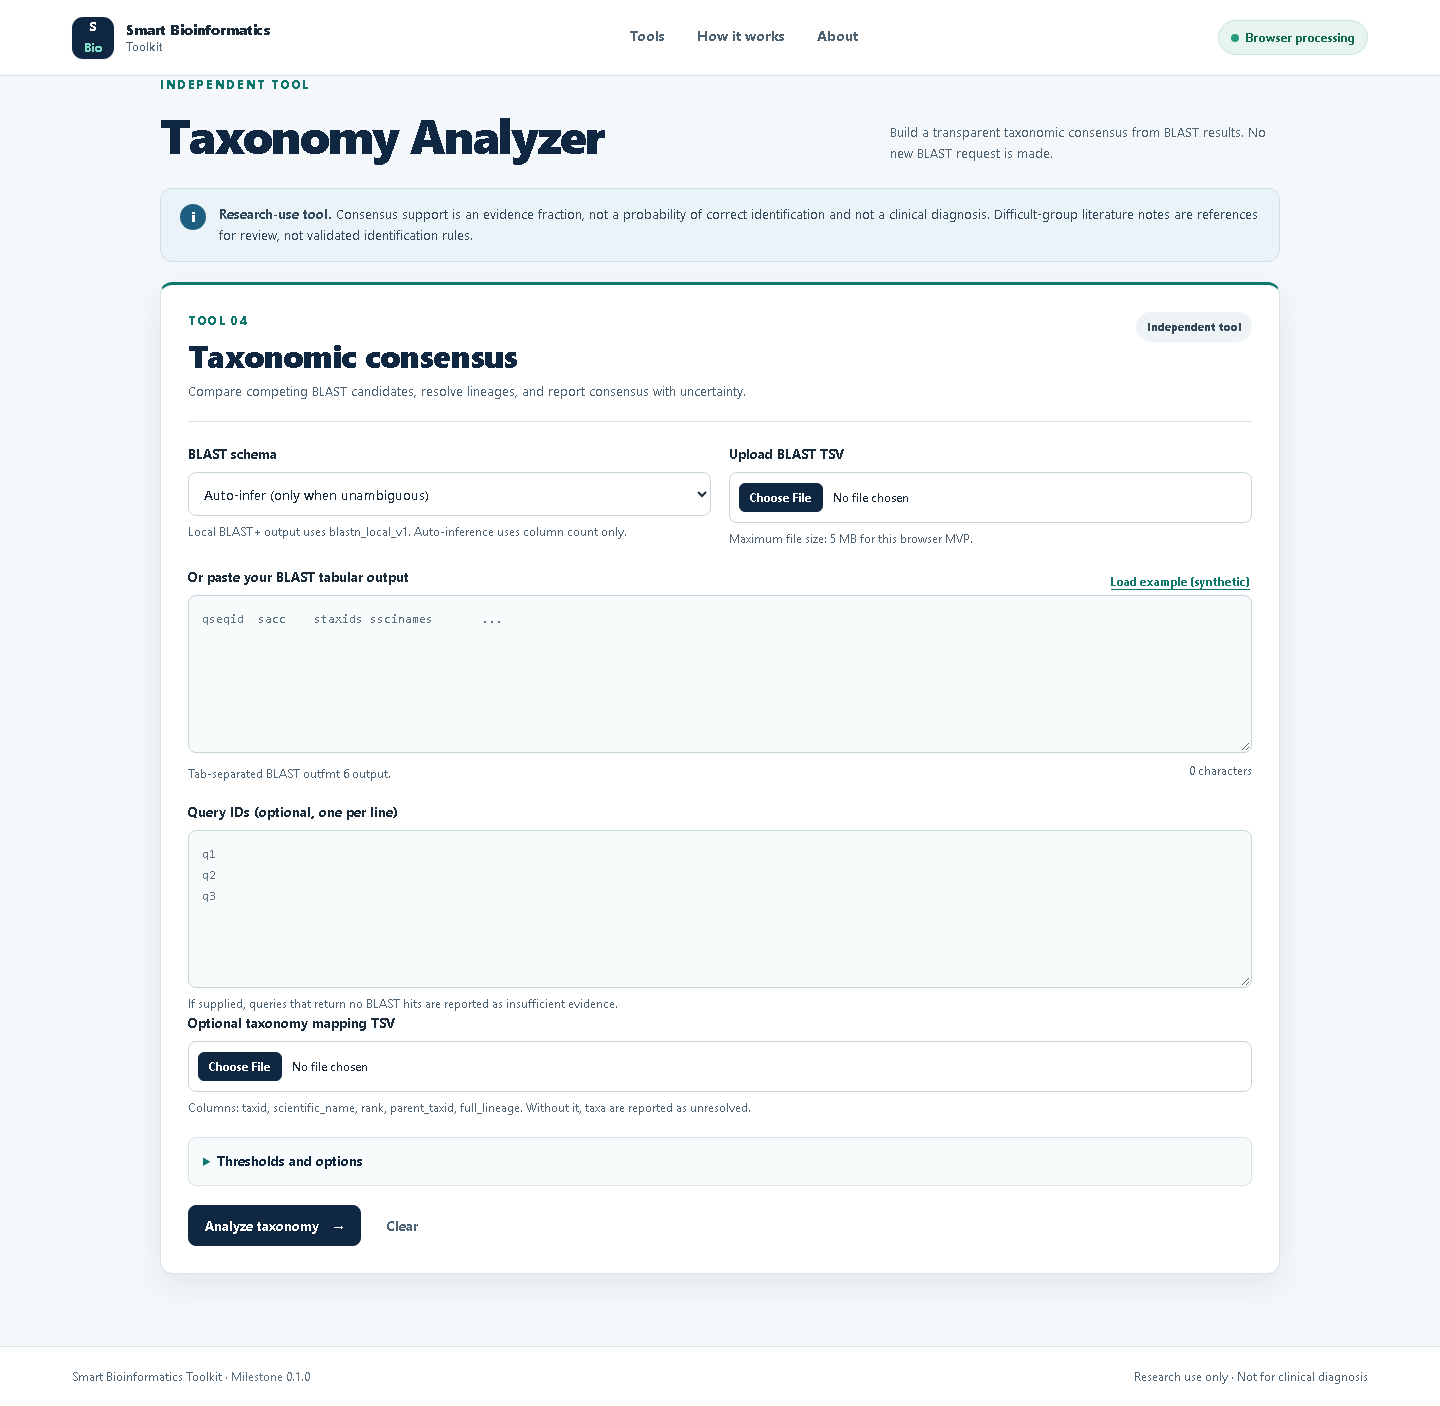 S
Bio
Smart Bioinformatics
Toolkit
Tools
How it works
About
Browser processing
INDEPENDENT TOOL
Taxonomy Analyzer
Build a transparent taxonomic consensus from BLAST results. No
new BLAST request is made.
i
Research-use tool. Consensus support is an evidence fraction, not a probability of correct identification and not a clinical diagnosis. Difficult-group literature notes are references
for review, not validated identification rules.
TOOL 04
Independent tool
Taxonomic consensus
Compare competing BLAST candidates, resolve lineages, and report consensus with uncertainty.
BLAST schema
Auto-infer (only when unambiguous)
Local BLAST+ output uses blastn_local_v1. Auto-inference uses column count only.
Upload BLAST TSV
Choose File No file chosen
Maximum file size: 5 MB for this browser MVP.
Or paste your BLAST tabular output
Load example (synthetic)
qseqid sacc staxids sscinames ...
Tab-separated BLAST outfmt 6 output.
0 characters
Query IDs (optional, one per line)
q1
q2
q3
If supplied, queries that return no BLAST hits are reported as insufficient evidence.
Optional taxonomy mapping TSV
Choose File No file chosen
Columns: taxid, scientific_name, rank, parent_taxid, full_lineage. Without it, taxa are reported as unresolved.
Thresholds and options
Analyze taxonomy →
Clear
Smart Bioinformatics Toolkit · Milestone 0.1.0
Research use only · Not for clinical diagnosis